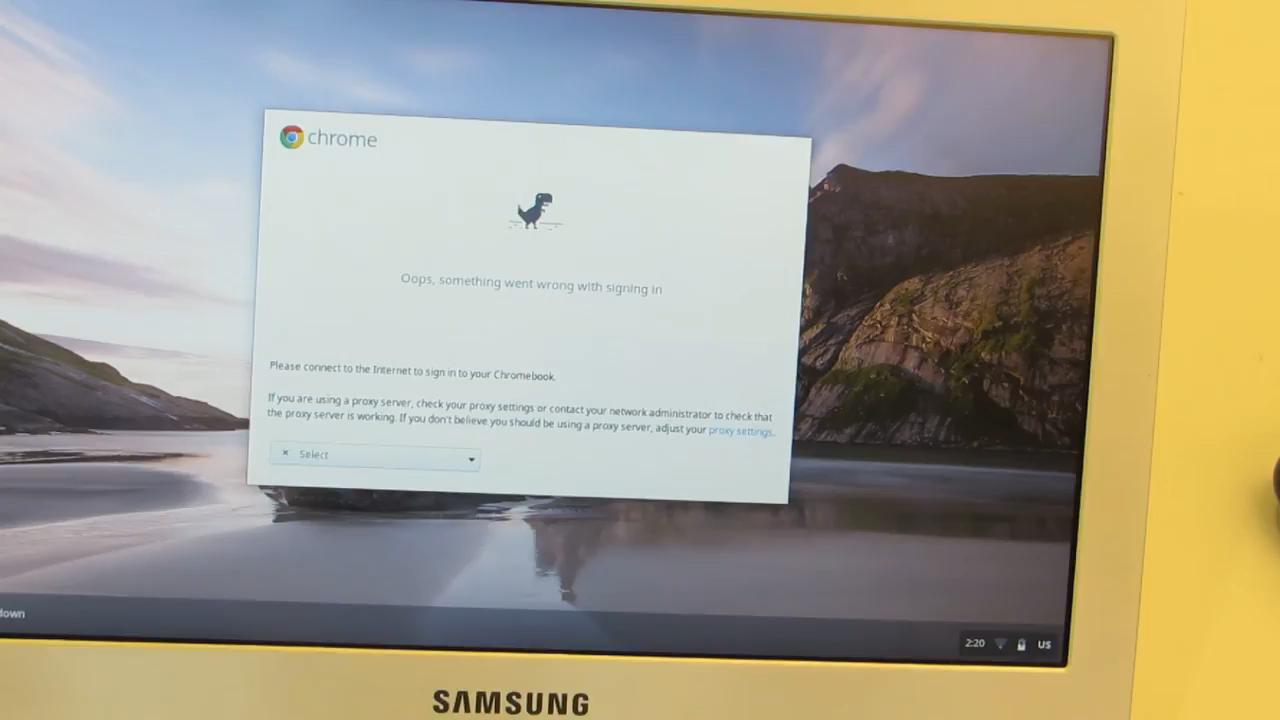 chrome
Oops, something went wrong with signing in
Please connect to the Internet to sign in to your Chromebook.
If you are using a proxy server, check your proxy settings or contact your network administrator to check that
the proxy server is working. If you don't believe you should be using a proxy server, adjust your proxy settings.
Select
down
2:20 US
SAMSUNG